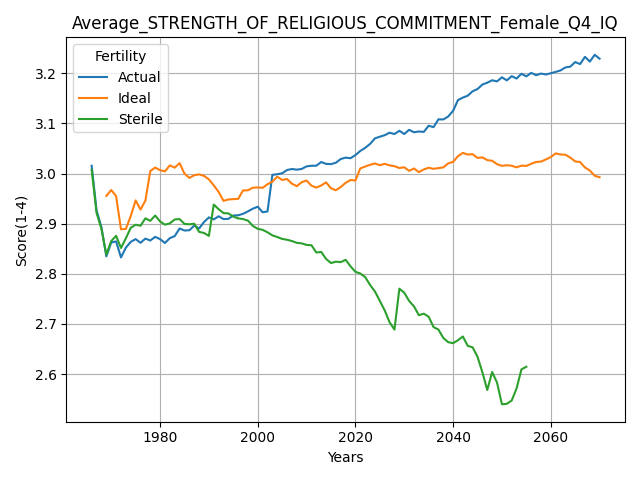 Average_STRENGTH_OF_RELIGIOUS_COMMITMENT_Female_Q4_IQ
Fertility
Actual
Ideal
Sterile
Score(1-4)
3.2
3.1
3.0
2.9
2.8
2.7
2.6
1980 2000 2020 2040 2060
Years